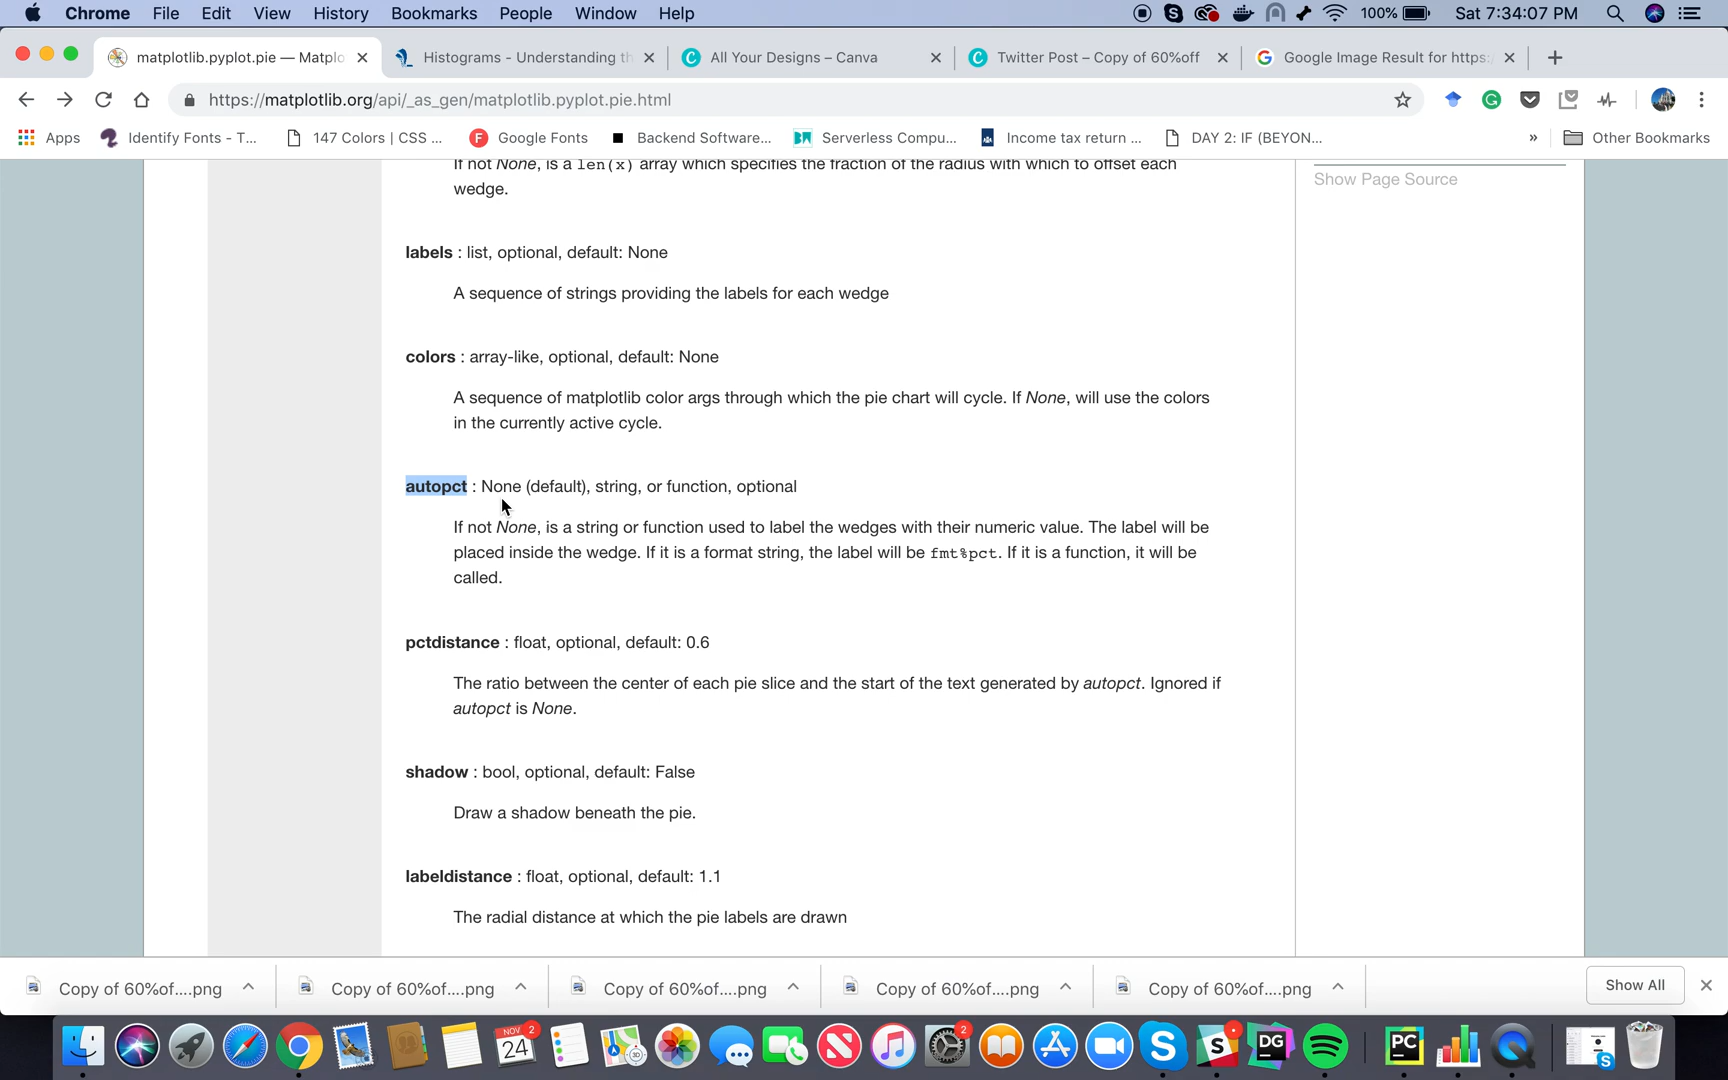 Chrome File Edit View History Bookmarks People Window Help 100% Sat 7:34:07 PM
matplotlib.pyplot.pie — Matplo Histograms - Understanding th All Your Designs – Canva Twitter Post – Copy of 60%off Google Image Result for https:
https://matplotlib.org/api/_as_gen/matplotlib.pyplot.pie.html
Apps Identify Fonts - T... 147 Colors | CSS ... Google Fonts Backend Software... Serverless Compu... Income tax return ... DAY 2: IF (BEYON... » Other Bookmarks
If not None, is a len(x) array which specifies the fraction of the radius with which to offset each
wedge.
Show Page Source
labels : list, optional, default: None
A sequence of strings providing the labels for each wedge
colors : array-like, optional, default: None
A sequence of matplotlib color args through which the pie chart will cycle. If None, will use the colors
in the currently active cycle.
autopct : None (default), string, or function, optional
If not None, is a string or function used to label the wedges with their numeric value. The label will be
placed inside the wedge. If it is a format string, the label will be fmt%pct. If it is a function, it will be
called.
pctdistance : float, optional, default: 0.6
The ratio between the center of each pie slice and the start of the text generated by autopct. Ignored if
autopct is None.
shadow : bool, optional, default: False
Draw a shadow beneath the pie.
labeldistance : float, optional, default: 1.1
The radial distance at which the pie labels are drawn
Copy of 60%of....png Copy of 60%of....png Copy of 60%of....png Copy of 60%of....png Copy of 60%of....png Show All
NOV 24 2 2 DG PC